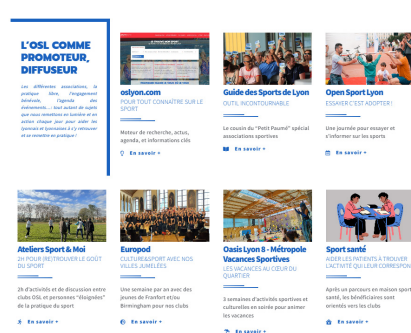 L'OSL COMME
PROMOTEUR,
DIFFUSEUR
Les différentes associations, la
pratique libre, l'engagement
bénévole, l'agenda des
événements... : tout autant de sujets
que nous remettons en lumière et en
action chaque jour pour aider les
lyonnais et lyonnaises à s'y retrouver
et se remettre en pratique !
oslyon.com
POUR TOUT CONNAÎTRE SUR LE
SPORT
Moteur de recherche, actus,
agenda, et informations clés
En savoir +
Guide des Sports de Lyon
OUTIL INCONTOURNABLE
Le cousin du "Petit Paumé" spécial
associations sportives
En savoir +
Open Sport Lyon
ESSAYER C'EST ADOPTER !
Une journée pour essayer et
s'informer sur les sports
En savoir +
Ateliers Sport & Moi
2H POUR (RE)TROUVER LE GOÛT
DU SPORT
2h d'activités et de discussion entre
clubs OSL et personnes "éloignées"
de la pratique du sport
En savoir +
Europod
CULTURE&SPORT AVEC NOS
VILLES JUMELÉES
Une semaine par an avec des
jeunes de Franfort et/ou
Birmingham pour nos clubs
En savoir +
Oasis Lyon 8 - Métropole
Vacances Sportives
LES VACANCES AU CŒUR DU
QUARTIER
3 semaines d'activités sportives et
culturelles en soirée pour animer
les vacances
En savoir +
Sport santé
AIDER LES PATIENTS À TROUVER
L'ACTIVITÉ QUI LEUR CORRESPON
Après un parcours en maison sport
santé, les bénéficiaires sont
orientés vers les clubs
En savoir +